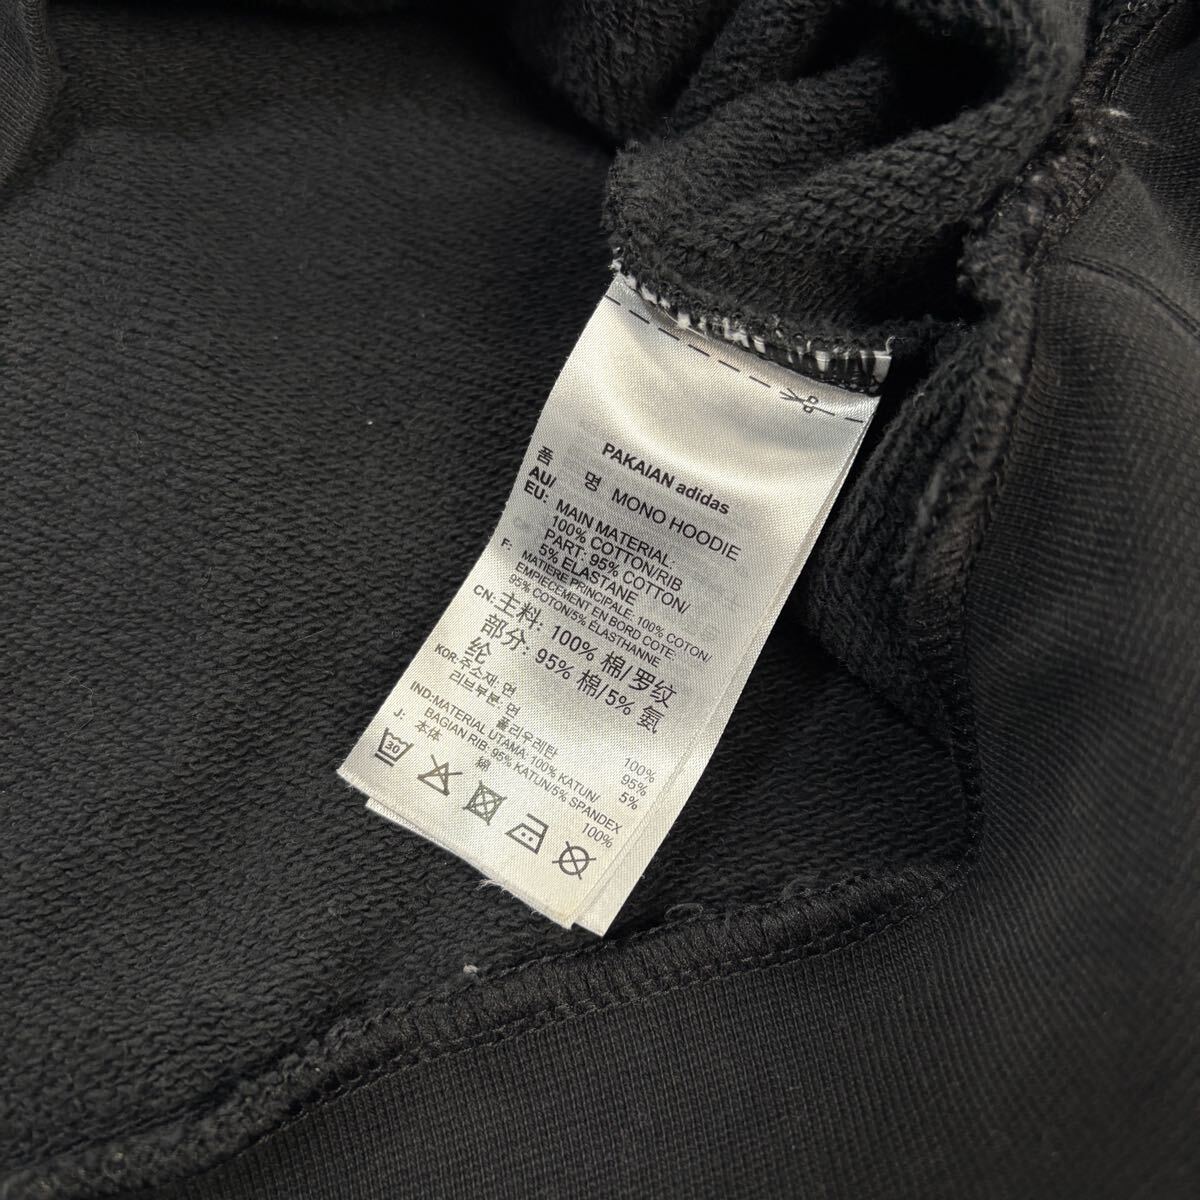 PAKAIAN adidas
품 명 MONO HOODIE
AU/
EU: MAIN MATERIAL:
100% COTTON/RIB
PART: 95% COTTON/
5% ELASTANE
F: MATIÈRE PRINCIPALE: 100% COTON/
EMPIECEMENT EN BORD COTE:
95% COTON/5% ÉLASTHANNE
CN: 主料: 100% 棉/罗纹
部分: 95% 棉/5% 氨
纶
KOR: 주소재: 면 100%
리브부분: 면 95%
폴리우레탄 5%
IND: MATERIAL UTAMA: 100% KATUN/
BAGIAN RIB: 95% KATUN/5% SPANDEX
J: 本体 綿 100%
30